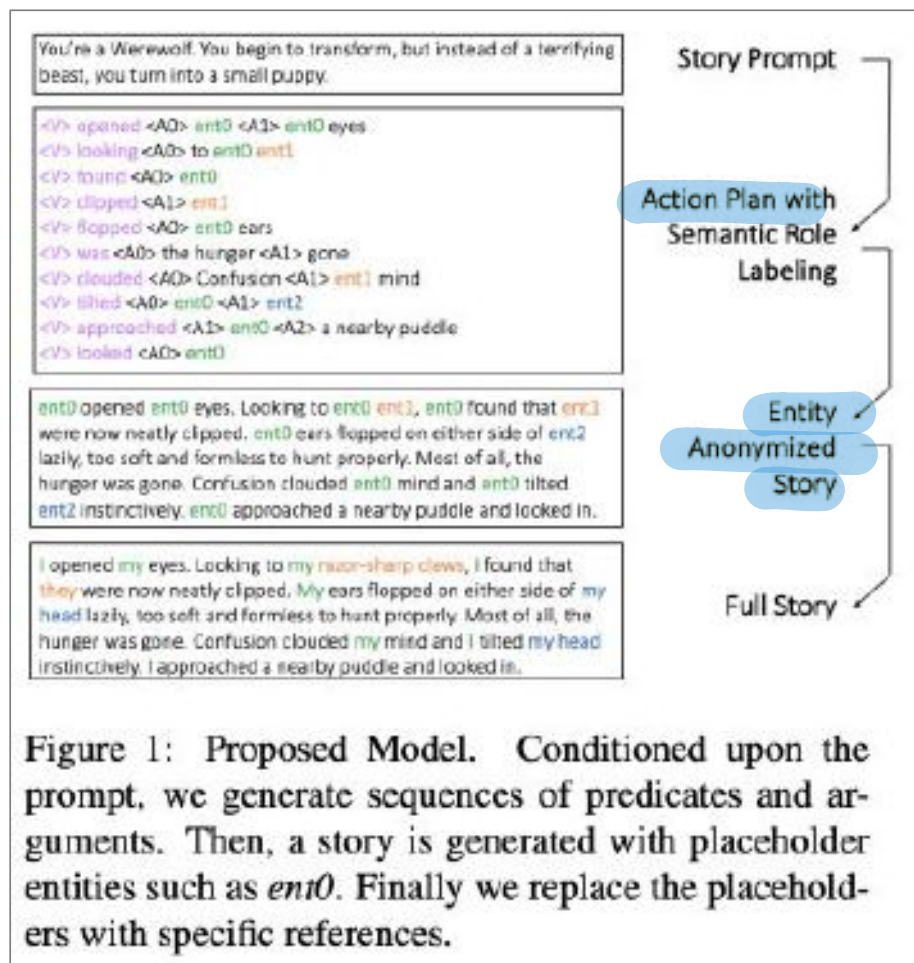 You're a Werewolf. You begin to transform, but instead of a terrifying
beast, you turn into a small puppy.
Story Prompt
<V> opened <A0> ent0 <A1> ent0 eyes
<V> looking <A0> to ent0 ent1
<V> found <A0> ent0
<V> clipped <A1> ent1
<V> flopped <A0> ent0 ears
<V> was <A0> the hunger <A1> gone
<V> clouded <A0> Confusion <A1> ent1 mind
<V> tilted <A0> ent0 <A1> ent2
<V> approached <A1> ent0 <A2> a nearby puddle
<V> looked <A0> ent0
Action Plan with
Semantic Role
Labeling
ent0 opened ent0 eyes. Looking to ent0 ent1, ent0 found that ent1
were now neatly clipped. ent0 ears flopped on either side of ent2
lazily, too soft and formless to hunt properly. Most of all, the
hunger was gone. Confusion clouded ent0 mind and ent0 tilted
ent2 instinctively. ent0 approached a nearby puddle and looked in.
Entity
Anonymized
Story
I opened my eyes. Looking to my razor-sharp claws, I found that
they were now neatly clipped. My ears flopped on either side of my
head lazily, too soft and formless to hunt properly. Most of all, the
hunger was gone. Confusion clouded my mind and I tilted my head
instinctively. I approached a nearby puddle and looked in.
Full Story
Figure 1: Proposed Model. Conditioned upon the
prompt, we generate sequences of predicates and ar-
guments. Then, a story is generated with placeholder
entities such as ent0. Finally we replace the placehold-
ers with specific references.